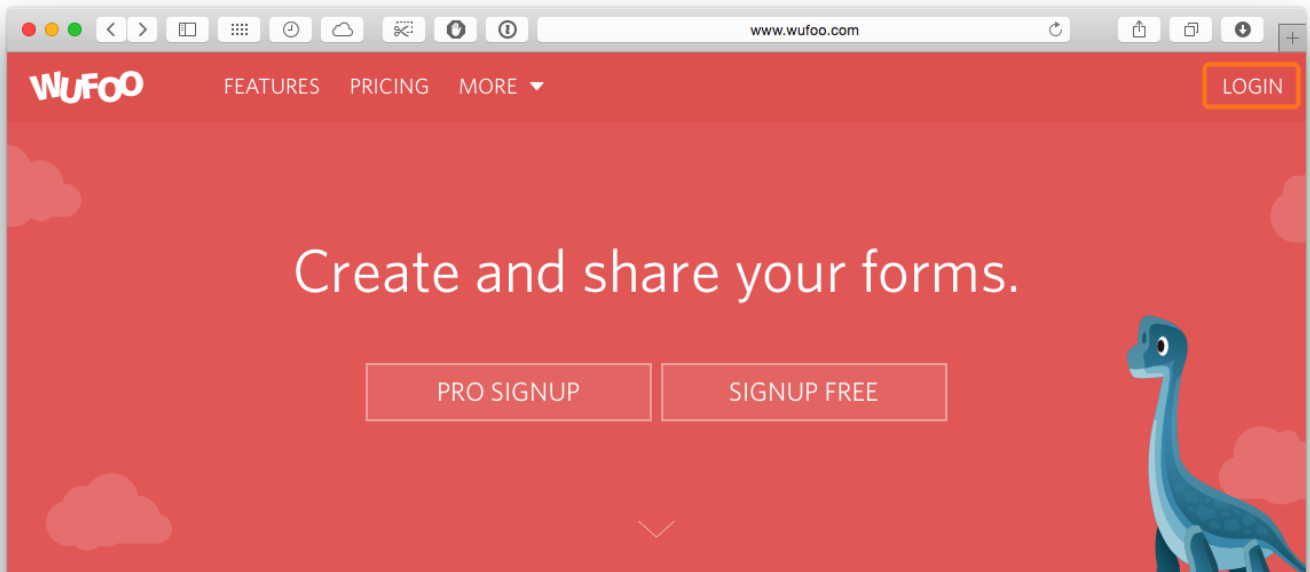 www.wufoo.com
WUFOO
FEATURES PRICING MORE LOGIN
Create and share your forms.
PRO SIGNUP SIGNUP FREE